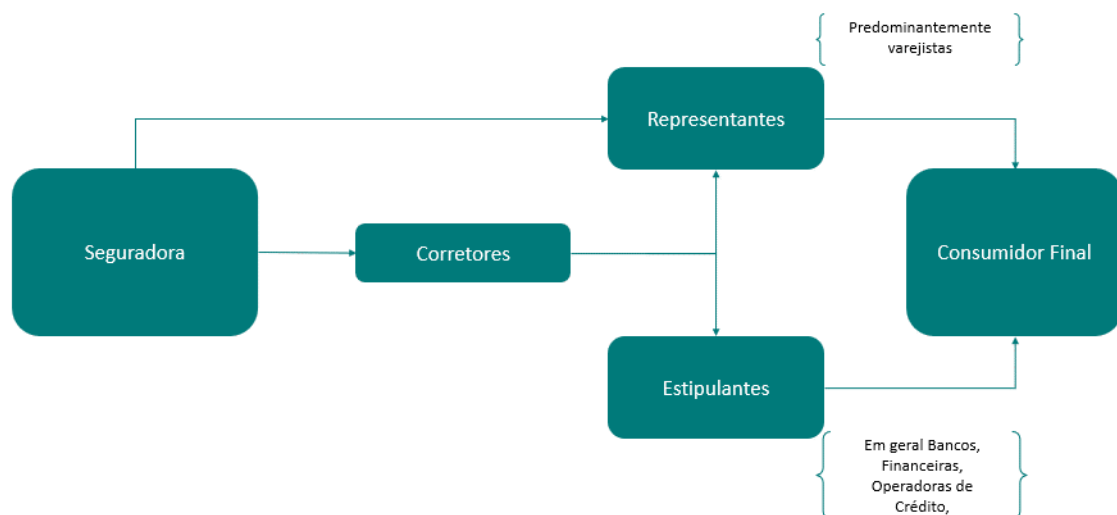 Predominantemente
varejistas
Representantes
Seguradora
Corretores
Consumidor Final
Estipulantes
Em geral Bancos,
Financeiras,
Operadoras de
Crédito,